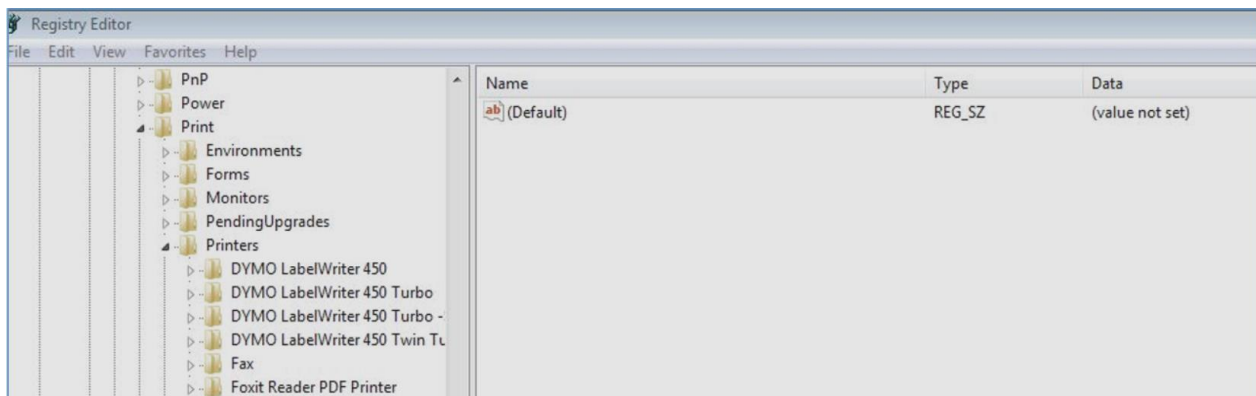 Registry Editor
File Edit View Favorites Help
PnP
Power
Print
Environments
Forms
Monitors
PendingUpgrades
Printers
DYMO LabelWriter 450
DYMO LabelWriter 450 Turbo
DYMO LabelWriter 450 Turbo -
DYMO LabelWriter 450 Twin Tu
Fax
Foxit Reader PDF Printer
Name Type Data
ab (Default) REG_SZ (value not set)